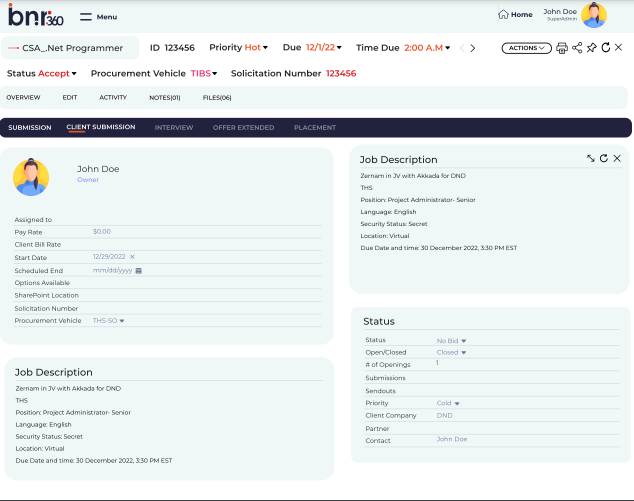 bnr360
Menu
Home
John Doe
SuperAdmin
CSA_.Net Programmer
ID 123456
Priority Hot
Due 12/1/22
Time Due 2:00 A.M
ACTIONS
Status Accept
Procurement Vehicle TIBS
Solicitation Number 123456
OVERVIEW
EDIT
ACTIVITY
NOTES(01)
FILES(06)
SUBMISSION
CLIENT SUBMISSION
INTERVIEW
OFFER EXTENDED
PLACEMENT
John Doe
Owner
Assigned to
Pay Rate $0.00
Client Bill Rate
Start Date 12/29/2022
Scheduled End mm/dd/yyyy
Options Available
SharePoint Location
Solicitation Number
Procurement Vehicle THS-SO
Job Description
Zernam in JV with Akkada for DND
THS
Position: Project Administrator- Senior
Language: English
Security Status: Secret
Location: Virtual
Due Date and time: 30 December 2022, 3:30 PM EST
Job Description
Zernam in JV with Akkada for DND
THS
Position: Project Administrator- Senior
Language: English
Security Status: Secret
Location: Virtual
Due Date and time: 30 December 2022, 3:30 PM EST
Status
Status No Bid
Open/Closed Closed
# of Openings 1
Submissions
Sendouts
Priority Cold
Client Company DND
Partner
Contact John Doe